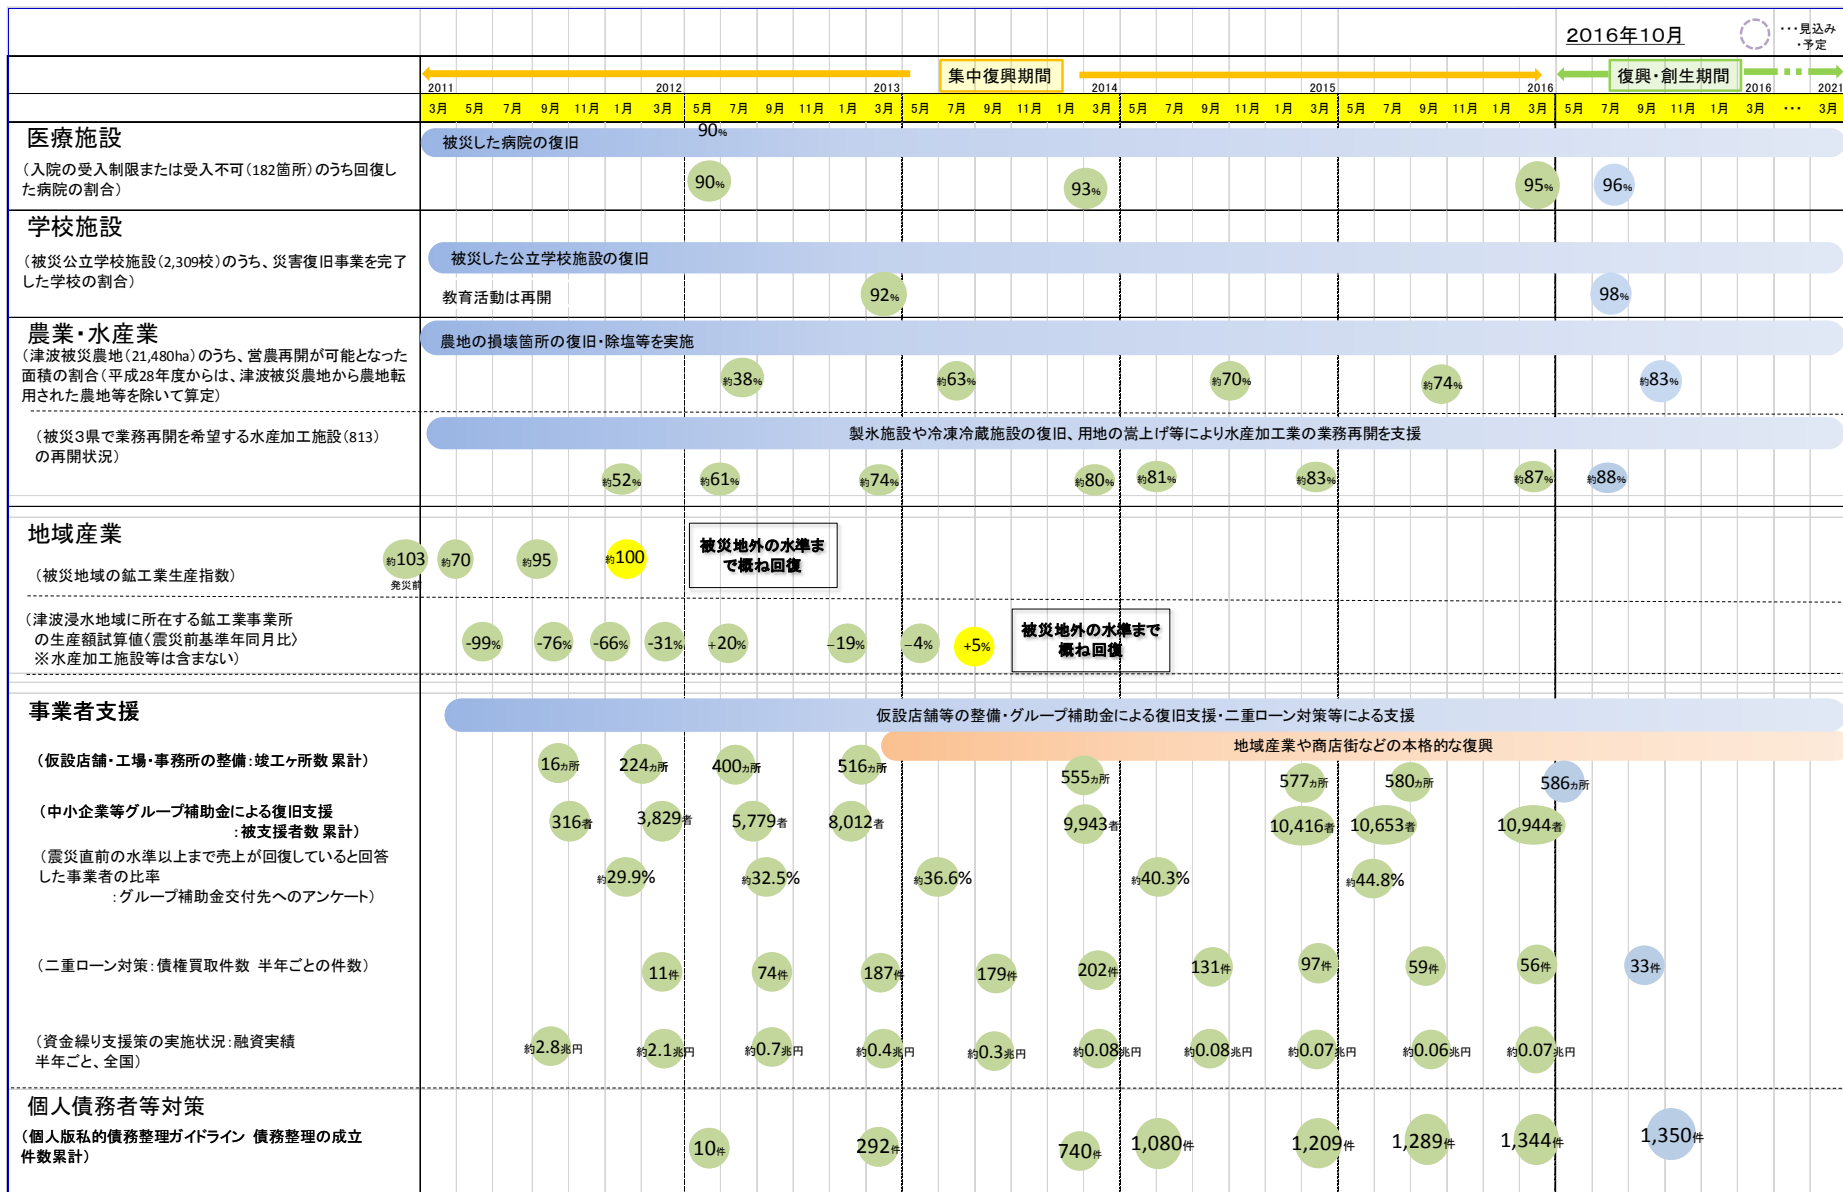 2016年10月
･･･見込み
・予定
集中復興期間
復興・創生期間
2011 2012 2013 2014 2015 2016 2016 2021
3月 5月 7月 9月 11月 1月 3月 5月 7月 9月 11月 1月 3月 5月 7月 9月 11月 1月 3月 5月 7月 9月 11月 1月 3月 5月 7月 9月 11月 1月 3月 5月 7月 9月 11月 1月 3月 ･･･ 3月
医療施設
（入院の受入制限または受入不可（182箇所）のうち回復し
た病院の割合）
90%
被災した病院の復旧
90% 93% 95% 96%
学校施設
（被災公立学校施設（2,309校）のうち、災害復旧事業を完了
した学校の割合）
被災した公立学校施設の復旧
教育活動は再開
92% 98%
農業・水産業
（津波被災農地（21,480ha）のうち、営農再開が可能となった
面積の割合（平成28年度からは、津波被災農地から農地転
用された農地等を除いて算定）
農地の損壊箇所の復旧・除塩等を実施
約38% 約63% 約70% 約74% 約83%
（被災３県で業務再開を希望する水産加工施設（813）
の再開状況）
製氷施設や冷凍冷蔵施設の復旧、用地の嵩上げ等により水産加工業の業務再開を支援
約52% 約61% 約74% 約80% 約81% 約83% 約87% 約88%
地域産業
（被災地域の鉱工業生産指数）
約103 約70 約95 約100
発災前
被災地外の水準ま
で概ね回復
（津波浸水地域に所在する鉱工業事業所
の生産額試算値〈震災前基準年同月比〉
※水産加工施設等は含まない）
-99% -76% -66% -31% +20% −19% −4% +5%
被災地外の水準まで
概ね回復
事業者支援
仮設店舗等の整備・グループ補助金による復旧支援・二重ローン対策等による支援
地域産業や商店街などの本格的な復興
（仮設店舗・工場・事務所の整備：竣工ヶ所数 累計）
16カ所 224カ所 400カ所 516カ所 555カ所 577カ所 580カ所 586カ所
（中小企業等グループ補助金による復旧支援
：被支援者数 累計）
316者 3,829者 5,779者 8,012者 9,943者 10,416者 10,653者 10,944者
（震災直前の水準以上まで売上が回復していると回答
した事業者の比率
：グループ補助金交付先へのアンケート）
約29.9% 約32.5% 約36.6% 約40.3% 約44.8%
（二重ローン対策：債権買取件数 半年ごとの件数）
11件 74件 187件 179件 202件 131件 97件 59件 56件 33件
（資金繰り支援策の実施状況：融資実績
半年ごと、全国）
約2.8兆円 約2.1兆円 約0.7兆円 約0.4兆円 約0.3兆円 約0.08兆円 約0.08兆円 約0.07兆円 約0.06兆円 約0.07兆円
個人債務者等対策
（個人版私的債務整理ガイドライン 債務整理の成立
件数累計）
10件 292件 740件 1,080件 1,209件 1,289件 1,344件 1,350件